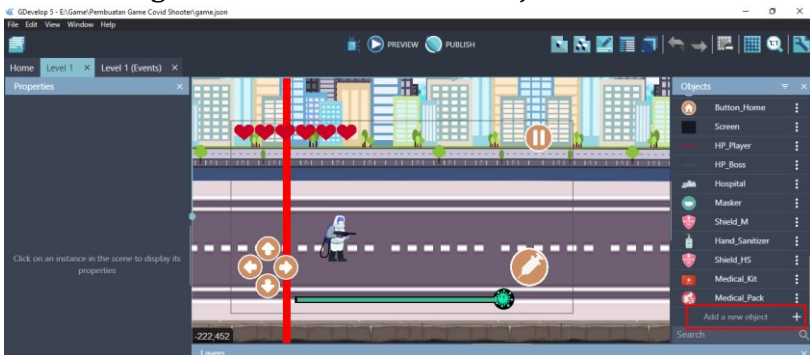 GDevelop 5 - E:\Game\Pembuatan Game Covid Shooter\game.json
File Edit View Window Help
PREVIEW PUBLISH
Home Level 1 × Level 1 (Events) ×
Properties ×
Click on an instance in the scene to display its
properties
-222;452
Layers
Objects ×
Button_Home
Screen
HP_Player
HP_Boss
Hospital
Masker
Shield_M
Hand_Sanitizer
Shield_HS
Medical_Kit
Medical_Pack
Add a new object +
Search